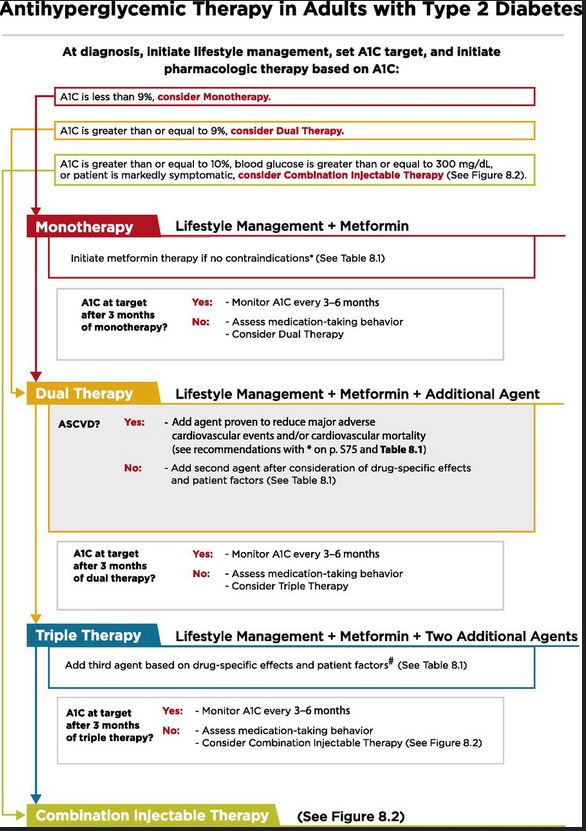 Antihyperglycemic Therapy in Adults with Type 2 Diabetes
At diagnosis, initiate lifestyle management, set A1C target, and initiate
pharmacologic therapy based on A1C:
A1C is less than 9%, consider Monotherapy.
A1C is greater than or equal to 9%, consider Dual Therapy.
A1C is greater than or equal to 10%, blood glucose is greater than or equal to 300 mg/dL,
or patient is markedly symptomatic, consider Combination Injectable Therapy (See Figure 8.2).
Monotherapy
Lifestyle Management + Metformin
Initiate metformin therapy if no contraindications* (See Table 8.1)
A1C at target
after 3 months
of monotherapy?
Yes: - Monitor A1C every 3–6 months
No: - Assess medication-taking behavior
- Consider Dual Therapy
Dual Therapy
Lifestyle Management + Metformin + Additional Agent
ASCVD?
Yes: - Add agent proven to reduce major adverse
cardiovascular events and/or cardiovascular mortality
(see recommendations with * on p. S75 and Table 8.1)
No: - Add second agent after consideration of drug-specific effects
and patient factors (See Table 8.1)
A1C at target
after 3 months
of dual therapy?
Yes: - Monitor A1C every 3–6 months
No: - Assess medication-taking behavior
- Consider Triple Therapy
Triple Therapy
Lifestyle Management + Metformin + Two Additional Agents
Add third agent based on drug-specific effects and patient factors# (See Table 8.1)
A1C at target
after 3 months
of triple therapy?
Yes: - Monitor A1C every 3–6 months
No: - Assess medication-taking behavior
- Consider Combination Injectable Therapy (See Figure 8.2)
Combination Injectable Therapy
(See Figure 8.2)